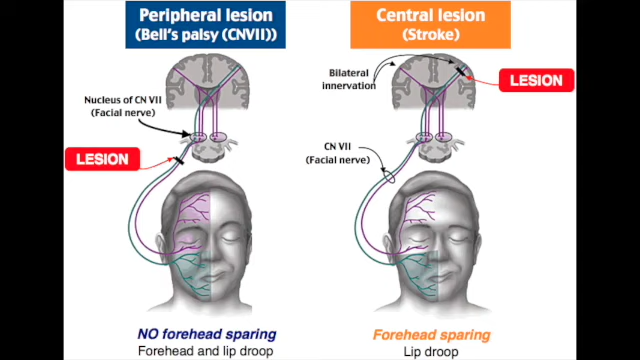 Peripheral lesion
(Bell's palsy (CNVII))
Nucleus of CN VII
(Facial nerve)
LESION
NO forehead sparing
Forehead and lip droop
Central lesion
(Stroke)
Bilateral
innervation
LESION
CN VII
(Facial nerve)
Forehead sparing
Lip droop